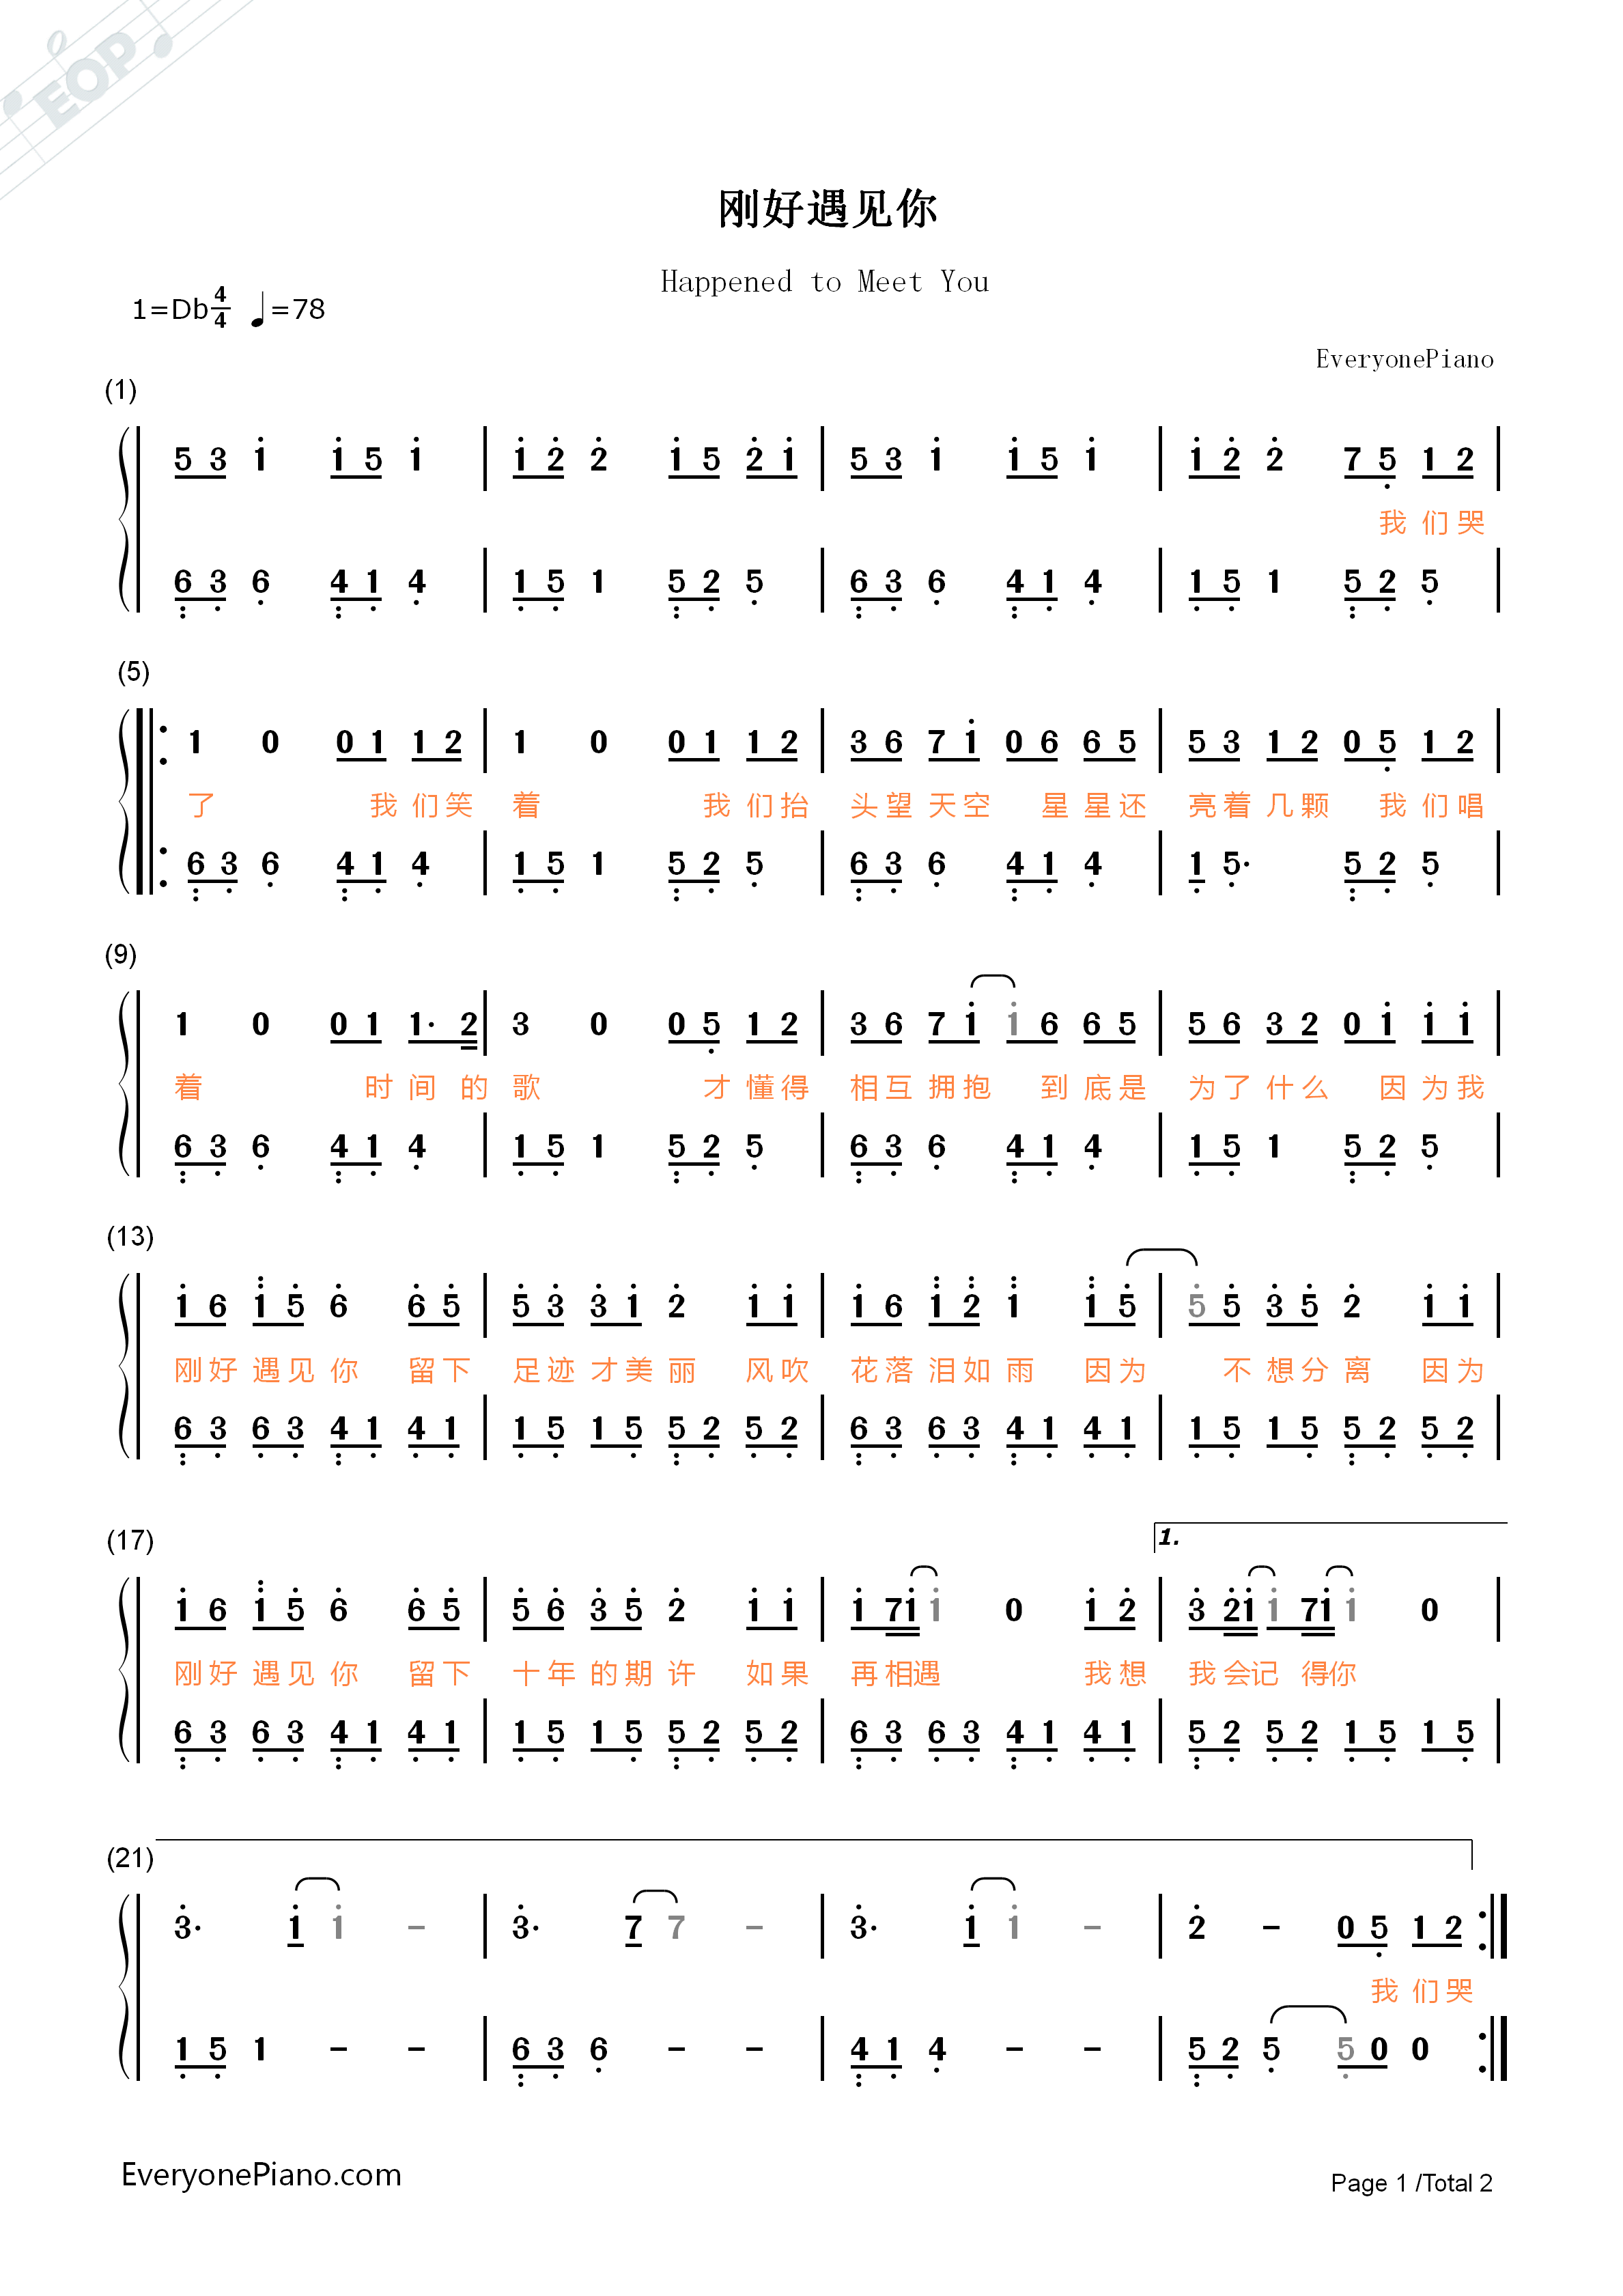 EOP
刚好遇见你
Happened to Meet You
1=Db 4/4 ♩=78
EveryonePiano
(1)
5 3 1̇ 1̇ 5 1̇ | 1̇ 2̇ 2̇ 1̇ 5 2̇ 1̇ | 5 3 1̇ 1̇ 5 1̇ | 1̇ 2̇ 2̇ 7 5̣ 1 2 |
我们哭
6 3 6 4 1 4 | 1 5 1 5 2 5 | 6 3 6 4 1 4 | 1 5 1 5 2 5 |
(5)
1 0 0 1 1 2 | 1 0 0 1 1 2 | 3 6 7 1̇ 0 6 6 5 | 5 3 1 2 0 5̣ 1 2 |
了 我们笑 着 我们抬 头望天空 星星还 亮着几颗 我们唱
6 3 6 4 1 4 | 1 5 1 5 2 5 | 6 3 6 4 1 4 | 1 5· 5 2 5 |
(9)
1 0 0 1 1· 2 | 3 0 0 5̣ 1 2 | 3 6 7 1̇ 1̇ 6 6 5 | 5 6 3 2 0 1̇ 1̇ 1̇ |
着 时间的 歌 才懂得 相互拥抱 到底是 为了什么 因为我
6 3 6 4 1 4 | 1 5 1 5 2 5 | 6 3 6 4 1 4 | 1 5 1 5 2 5 |
(13)
1̇ 6 1̈ 5̇ 6̇ 6̇ 5̇ | 5̇ 3̇ 3̇ 1̇ 2̇ 1̇ 1̇ | 1̇ 6 1̈ 2̈ 1̈ 1̈ 5̇ | 5̇ 5̇ 3̇ 5̇ 2̇ 1̇ 1̇ |
刚好遇见你 留下 足迹才美丽 风吹 花落泪如雨 因为 不想分离 因为
6 3 6 3 4 1 4 1 | 1 5 1 5 5 2 5 2 | 6 3 6 3 4 1 4 1 | 1 5 1 5 5 2 5 2 |
(17)
1.
1̇ 6 1̈ 5̇ 6̇ 6̇ 5̇ | 5̇ 6̇ 3̇ 5̇ 2̇ 1̇ 1̇ | 1̇ 7 1̇ 1̇ 0 1̇ 2̇ | 3̇ 2̇ 1̇ 1̇ 7 1̇ 1̇ 0 |
刚好遇见你 留下 十年的期许 如果 再相遇 我想 我会记 得你
6 3 6 3 4 1 4 1 | 1 5 1 5 5 2 5 2 | 6 3 6 3 4 1 4 1 | 5 2 5 2 1 5 1 5 |
(21)
3̇· 1̇ 1̇ - | 3̇· 7 7 - | 3̇· 1̇ 1̇ - | 2̇ - 0 5̣ 1 2 :|
我们哭
1 5 1 - - | 6 3 6 - - | 4 1 4 - - | 5 2 5 5 0 0 :|
EveryonePiano.com
Page 1 /Total 2